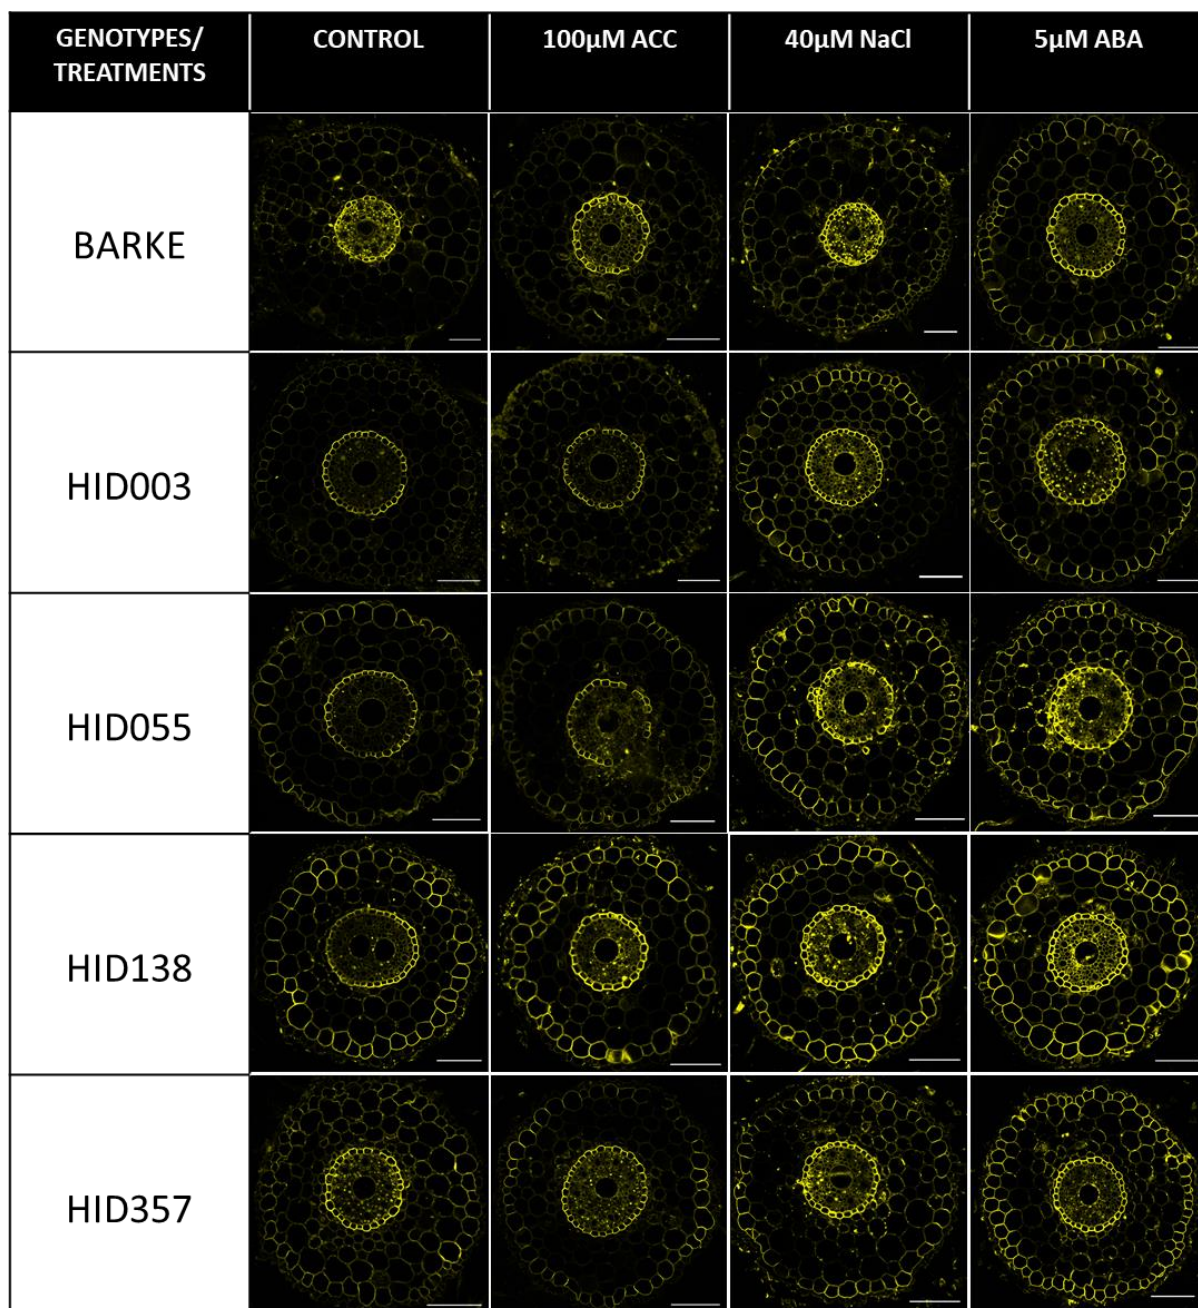 GENOTYPES/
TREATMENTS
CONTROL
100µM ACC
40µM NaCl
5µM ABA
BARKE
HID003
HID055
HID138
HID357